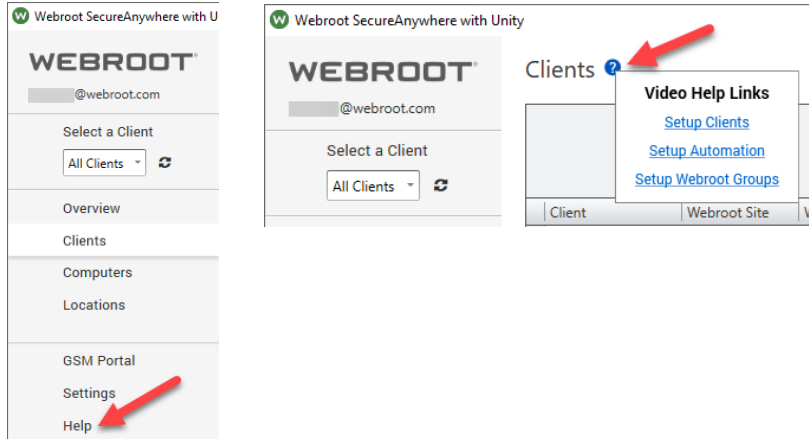 Webroot SecureAnywhere with U
WEBROOT
@webroot.com
Select a Client
All Clients
Overview
Clients
Computers
Locations
GSM Portal
Settings
Help
Webroot SecureAnywhere with Unity
WEBROOT
@webroot.com
Select a Client
All Clients
Clients ?
Video Help Links
Setup Clients
Setup Automation
Setup Webroot Groups
Client Webroot Site